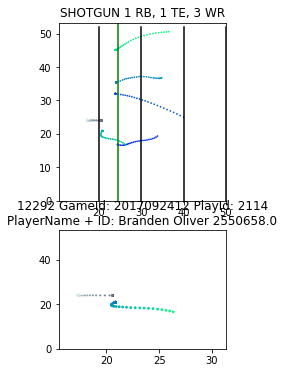 SHOTGUN 1 RB, 1 TE, 3 WR
50
40
30
20
10
0
20 30 40 50
12292 GameId: 2017092412 PlayId: 2114
PlayerName + ID: Branden Oliver 2550658.0
40
20
0
20 25 30